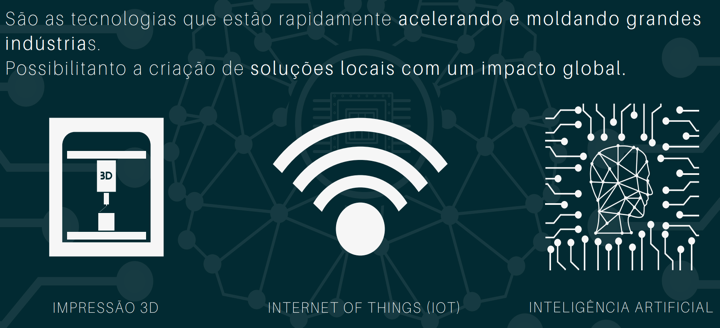 São as tecnologias que estão rapidamente acelerando e moldando grandes
indústrias.
Possibilitanto a criação de soluções locais com um impacto global.
3D
IMPRESSÃO 3D
INTERNET OF THINGS (IOT)
INTELIGÊNCIA ARTIFICIAL